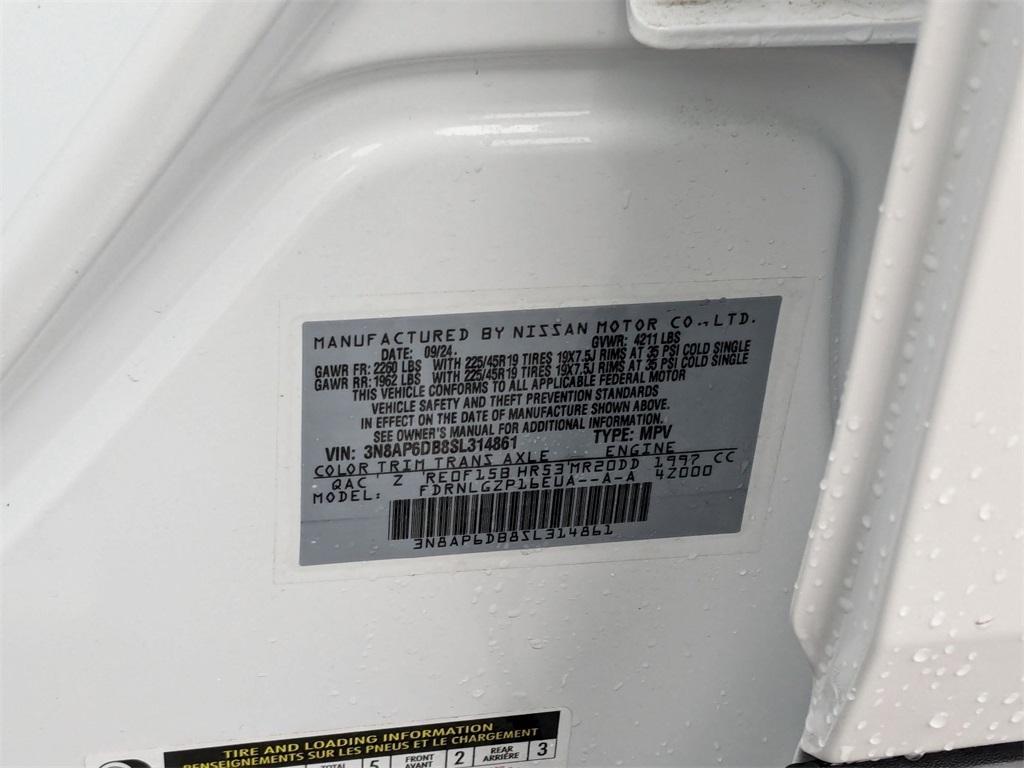 MANUFACTURED BY NISSAN MOTOR CO.,LTD.
DATE: 09/24. GVWR: 4211 LBS
GAWR FR: 2260 LBS WITH 225/45R19 TIRES 19X7.5J RIMS AT 35 PSI COLD SINGLE
GAWR RR: 1962 LBS WITH 225/45R19 TIRES 19X7.5J RIMS AT 35 PSI COLD SINGLE
THIS VEHICLE CONFORMS TO ALL APPLICABLE FEDERAL MOTOR
VEHICLE SAFETY AND THEFT PREVENTION STANDARDS
IN EFFECT ON THE DATE OF MANUFACTURE SHOWN ABOVE.
SEE OWNER'S MANUAL FOR ADDITIONAL INFORMATION.
VIN: 3N8AP6DB8SL314861 TYPE: MPV
COLOR TRIM TRANS AXLE ENGINE
QAC Z RE0F15B HR53 MR20DD 1997 CC
MODEL: FDRNLGZP16EUA--A-A 4Z000
3N8AP6DB8SL314861
TIRE AND LOADING INFORMATION
RENSEIGNEMENTS SUR LES PNEUS ET LE CHARGEMENT
TOTAL 5 FRONT AVANT 2 REAR ARRIÈRE 3